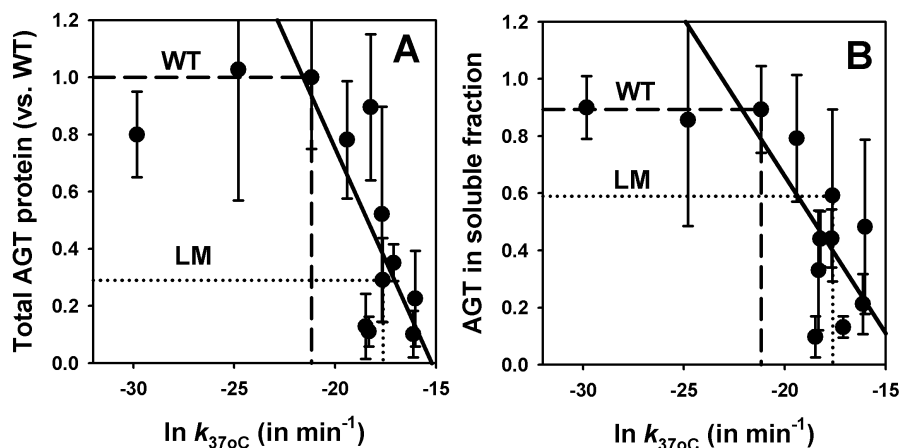 A
Total AGT protein (vs. WT)
1.2
1.0
0.8
0.6
0.4
0.2
0.0
WT
LM
-30
-25
-20
-15
ln k37oC (in min-1)
B
AGT in soluble fraction
1.2
1.0
0.8
0.6
0.4
0.2
0.0
WT
LM
-30
-25
-20
-15
ln k37oC (in min-1)